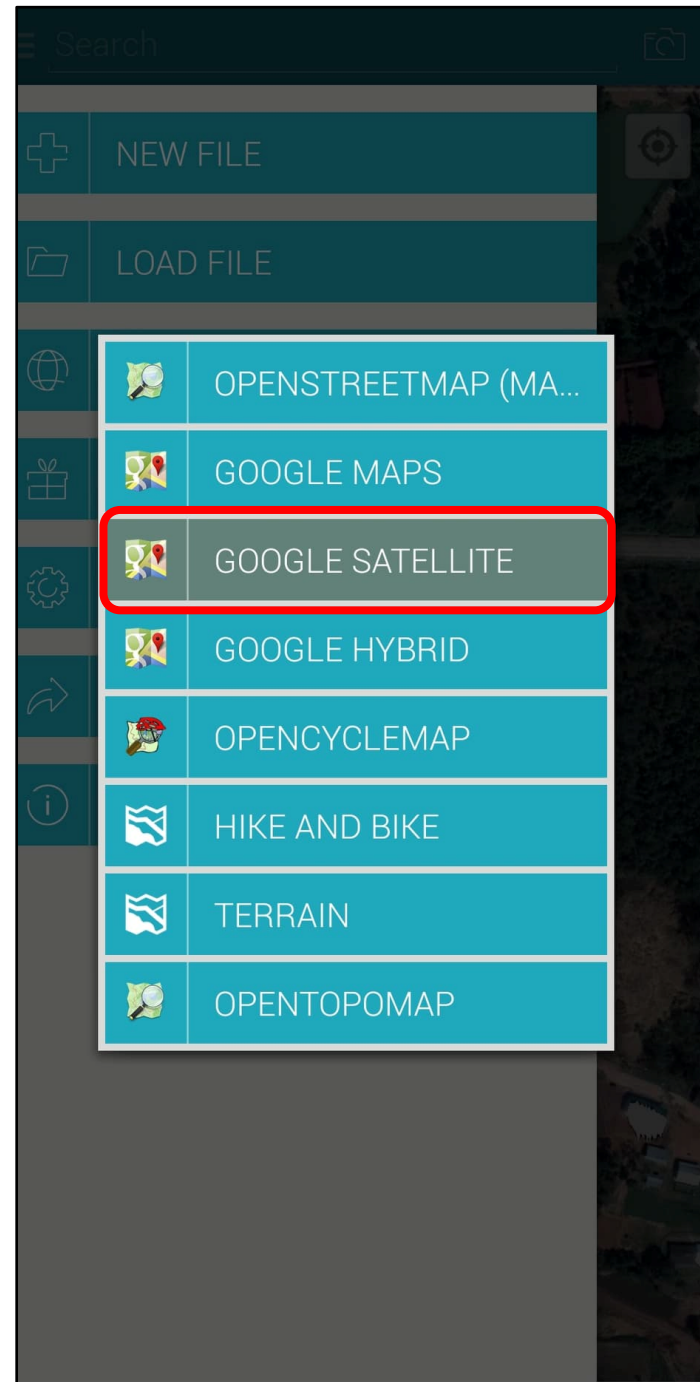 Search
NEW FILE
LOAD FILE
OPENSTREETMAP (MA...
GOOGLE MAPS
GOOGLE SATELLITE
GOOGLE HYBRID
OPENCYCLEMAP
HIKE AND BIKE
TERRAIN
OPENTOPOMAP